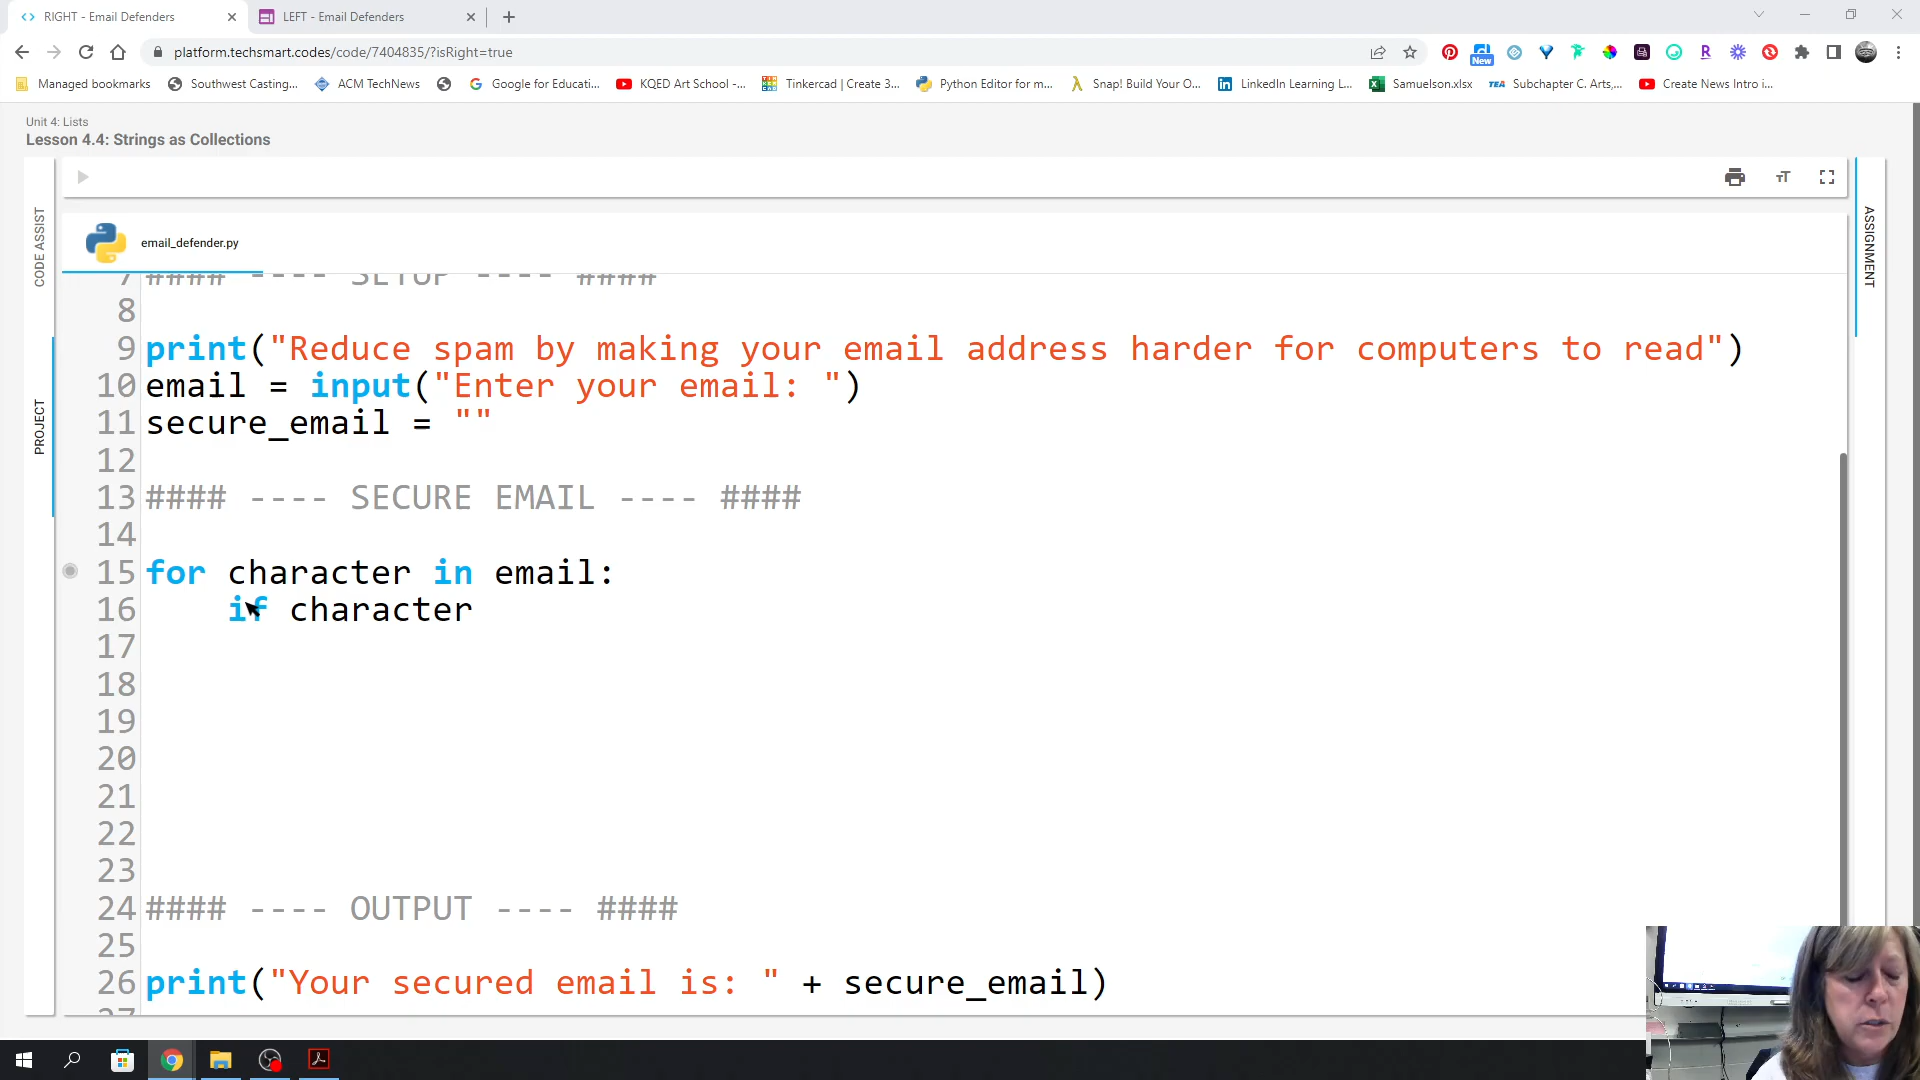 RIGHT - Email Defenders
LEFT - Email Defenders
platform.techsmart.codes/code/7404835/?isRight=true
New
Managed bookmarks
Southwest Casting...
ACM TechNews
Google for Educati...
KQED Art School -...
Tinkercad | Create 3...
Python Editor for m...
Snap! Build Your O...
LinkedIn Learning L...
Samuelson.xlsx
TEA
Subchapter C. Arts,...
Create News Intro i...
Unit 4: Lists
Lesson 4.4: Strings as Collections
CODE ASSIST
PROJECT
ASSIGNMENT
email_defender.py
7 #### ---- SETUP ---- ####
8
9 print("Reduce spam by making your email address harder for computers to read")
10 email = input("Enter your email: ")
11 secure_email = ""
12
13 #### ---- SECURE EMAIL ---- ####
14
15 for character in email:
16 if character
17
18
19
20
21
22
23
24 #### ---- OUTPUT ---- ####
25
26 print("Your secured email is: " + secure_email)
27